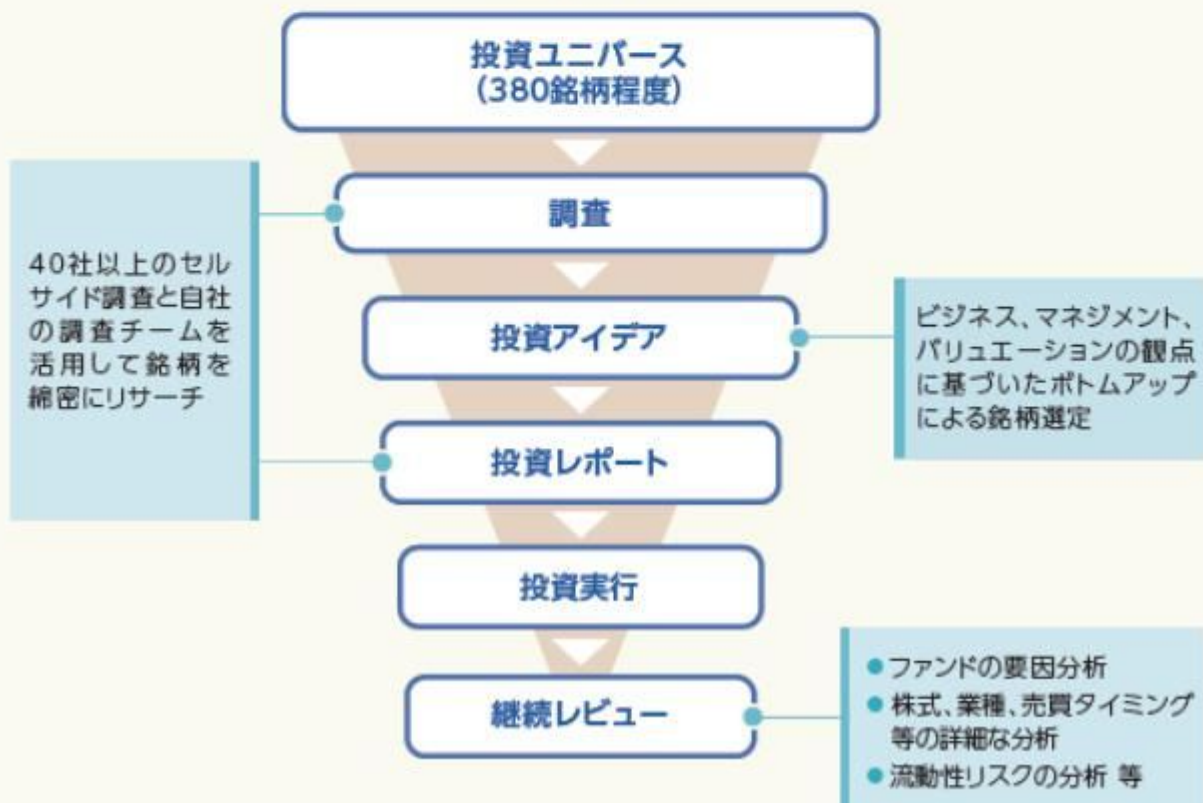 投資ユニバース
(380銘柄程度)
調査
40社以上のセル
サイド調査と自社
の調査チームを
活用して銘柄を
綿密にリサーチ
投資アイデア
ビジネス、マネジメント、
バリュエーションの観点
に基づいたボトムアップ
による銘柄選定
投資レポート
投資実行
継続レビュー
●ファンドの要因分析
●株式、業種、売買タイミング
等の詳細な分析
●流動性リスクの分析 等